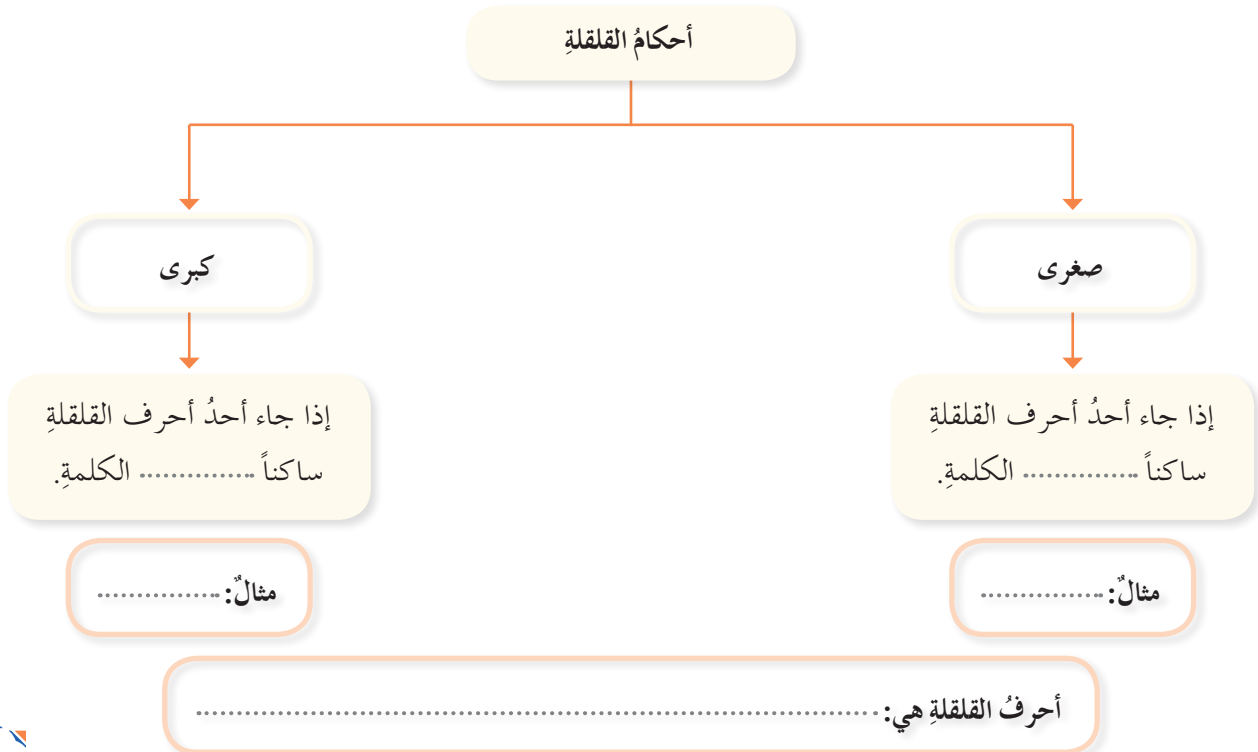 أحكامُ القلقلةِ
صغرى
كبرى
إذا جاء أحدُ أحرف القلقلةِ
ساكناً .............. الكلمةِ.
إذا جاء أحدُ أحرف القلقلةِ
ساكناً .............. الكلمةِ.
مثالٌ: ................
مثالٌ: ................
أحرفُ القلقلةِ هي: ................................................................................